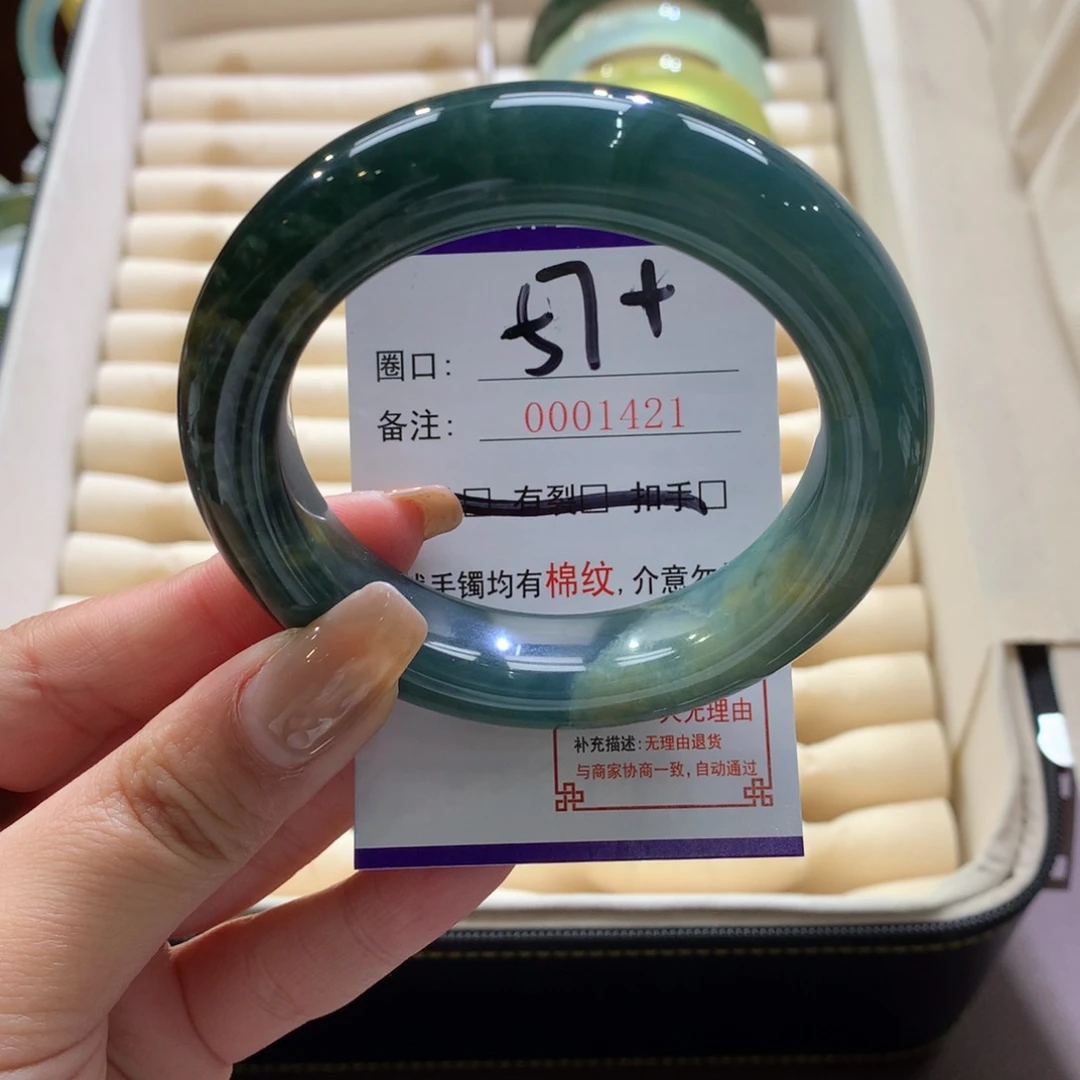 圈口: 57+
备注: 0001421
有裂□ 扣手□
手镯均有棉纹, 介意勿
无理由
补充描述:无理由退货
与商家协商一致, 自动通过